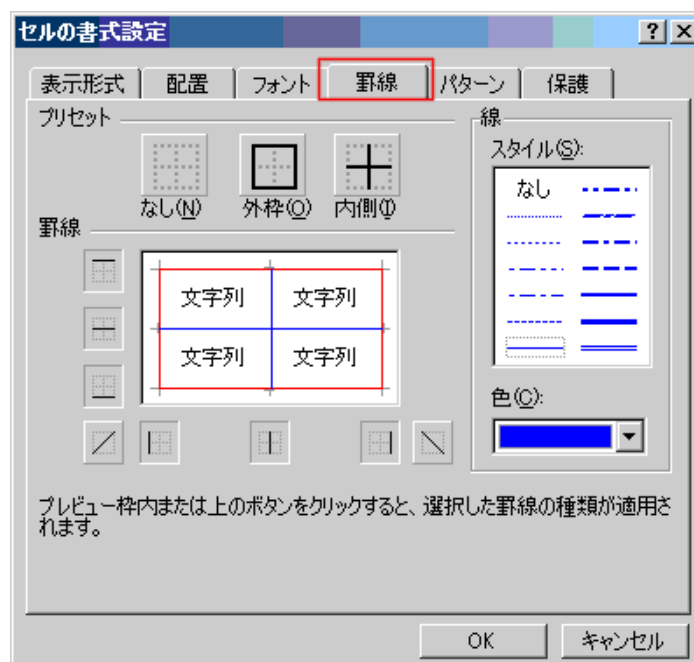 セルの書式設定
表示形式 配置 フォント 罫線 パターン 保護
プリセット
なし(N) 外枠(O) 内側(I)
罫線
文字列 文字列
文字列 文字列
線
スタイル(S):
なし
色(C):
プレビュー枠内または上のボタンをクリックすると、選択した罫線の種類が適用さ
れます。
OK キャンセル